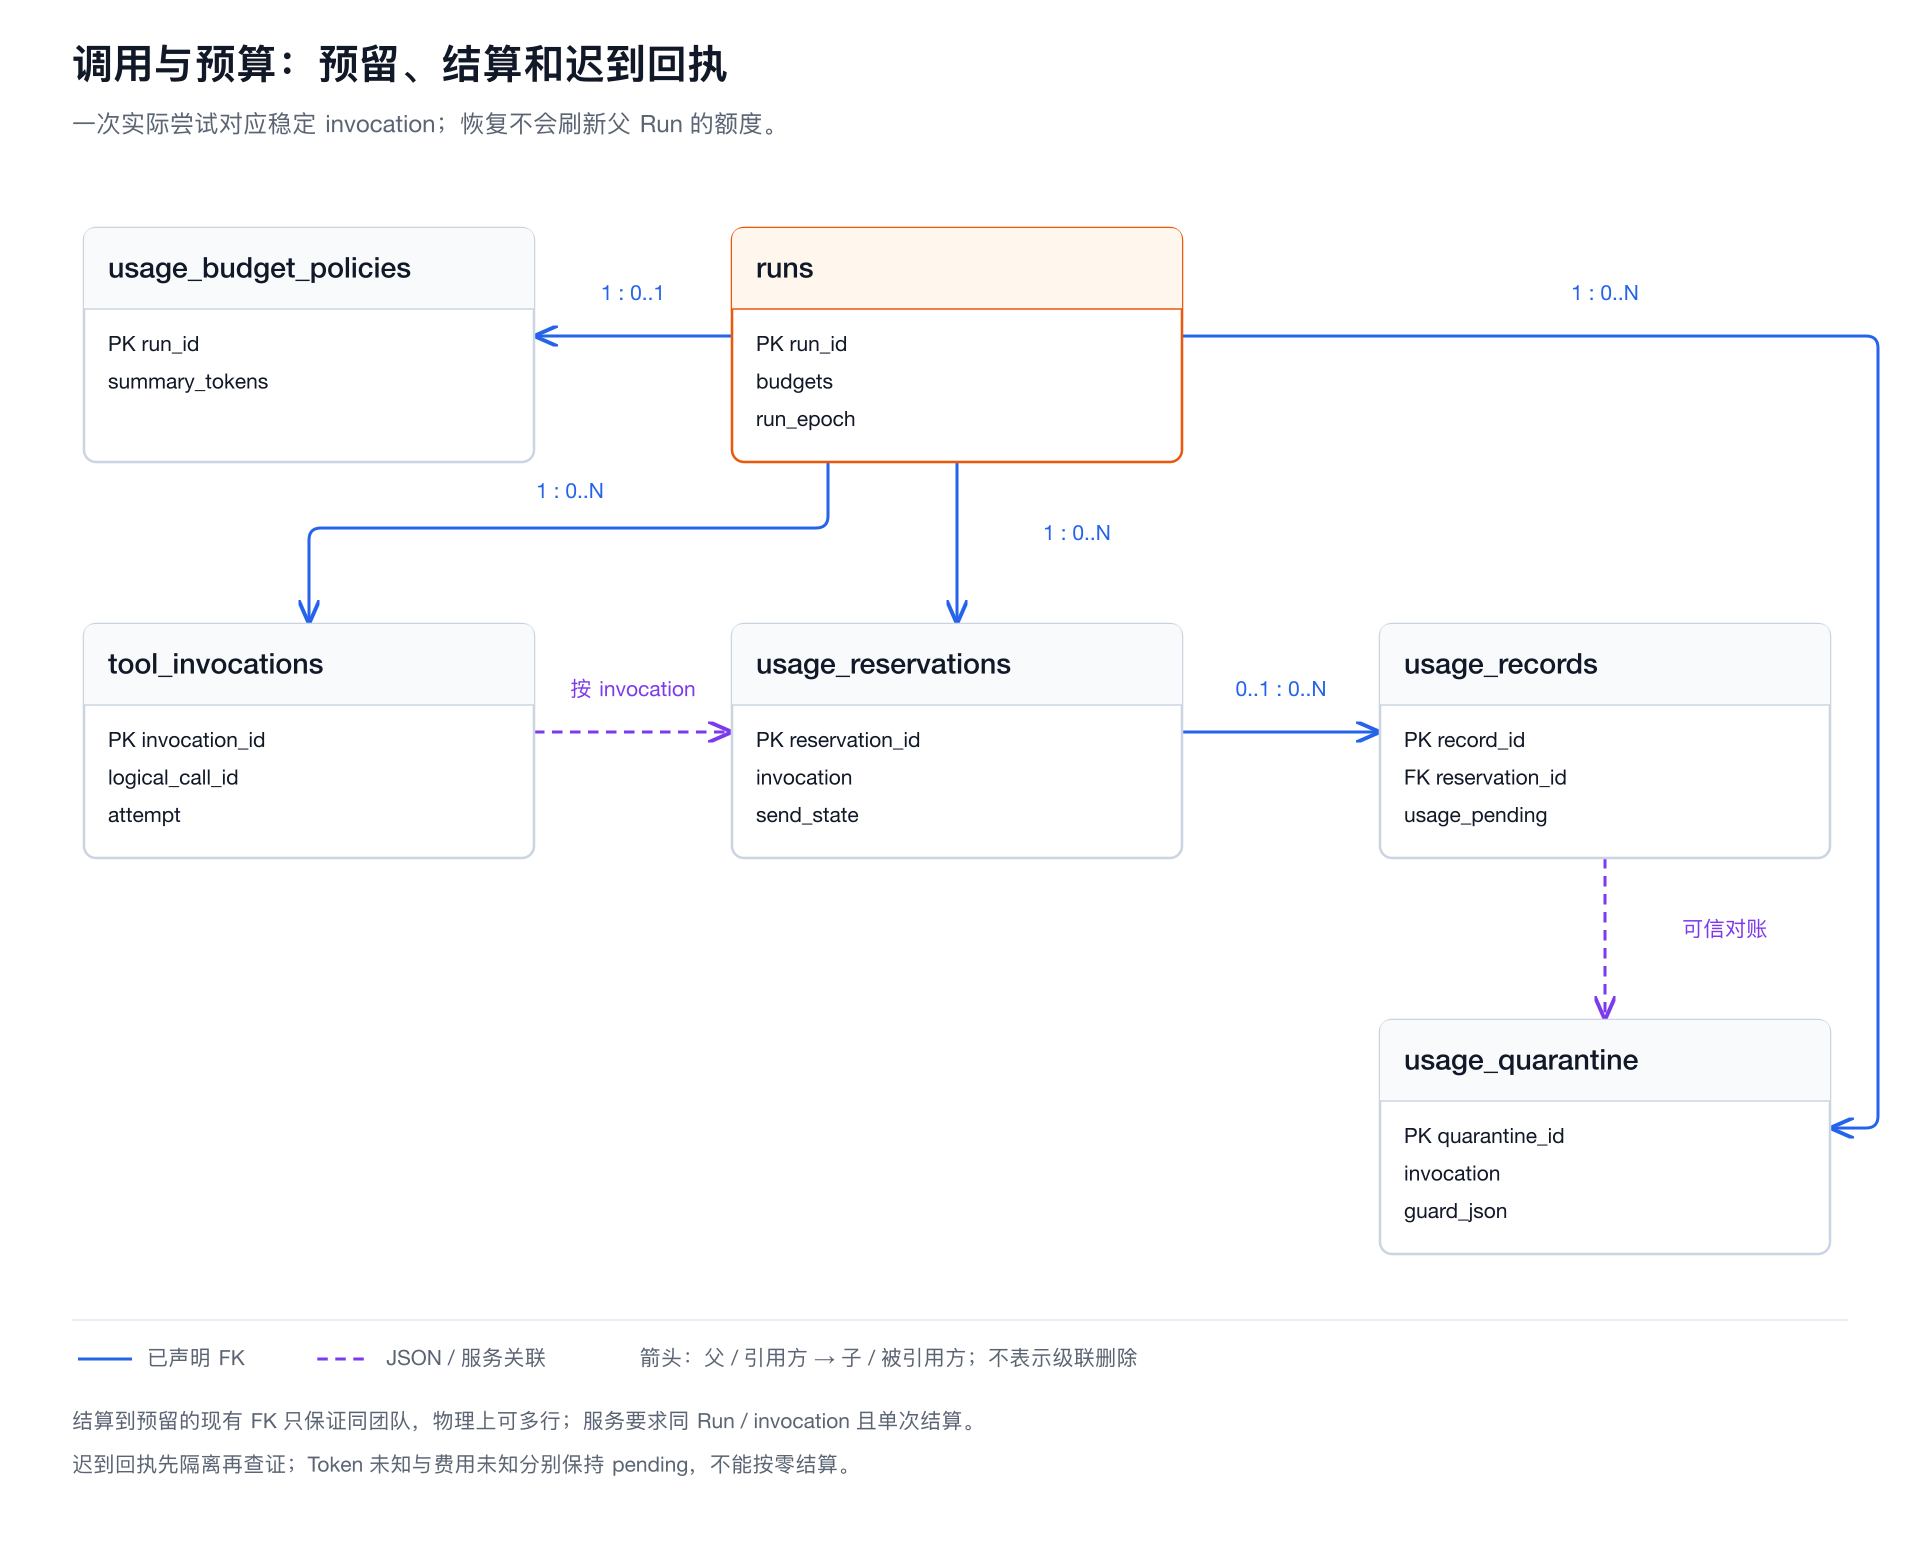 调用与预算：预留、结算和迟到回执
一次实际尝试对应稳定 invocation；恢复不会刷新父 Run 的额度。
usage_budget_policies
PK run_id
summary_tokens
1 : 0..1
runs
PK run_id
budgets
run_epoch
1 : 0..N
1 : 0..N
1 : 0..N
tool_invocations
PK invocation_id
logical_call_id
attempt
按 invocation
usage_reservations
PK reservation_id
invocation
send_state
0..1 : 0..N
usage_records
PK record_id
FK reservation_id
usage_pending
可信对账
usage_quarantine
PK quarantine_id
invocation
guard_json
已声明 FK
JSON / 服务关联
箭头：父 / 引用方 → 子 / 被引用方；不表示级联删除
结算到预留的现有 FK 只保证同团队，物理上可多行；服务要求同 Run / invocation 且单次结算。
迟到回执先隔离再查证；Token 未知与费用未知分别保持 pending，不能按零结算。